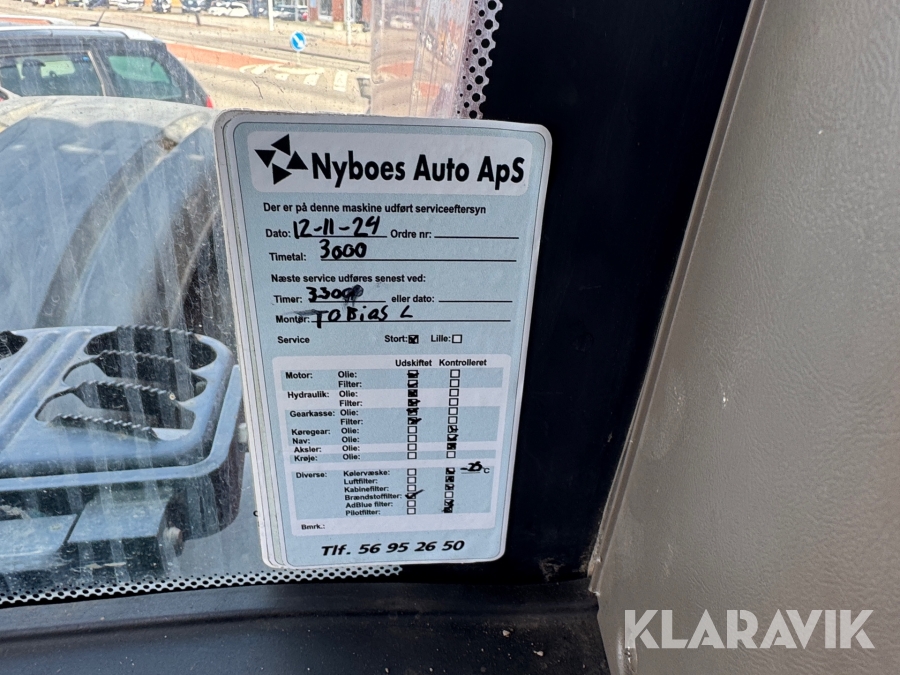 Nyboes Auto ApS
Der er på denne maskine udført serviceeftersyn
Dato: 12-11-24 Ordre nr:
Timetal: 3000
Næste service udføres senest ved:
Timer: eller dato:
Montør: TOBias L
Service Stort: Lille:
Udskiftet Kontrolleret
Motor: Olie:
Filter:
Hydraulik: Olie:
Filter:
Gearkasse: Olie:
Filter:
Køregear: Olie:
Nav: Olie:
Aksler: Olie:
Krøje: Olie:
Diverse: Kølervæske: -25 °C
Luftfilter:
Kabinefilter:
Brændstoffilter:
AdBlue filter:
Pilotfilter:
Bmrk.:
Tlf. 56 95 26 50
KLARAVIK